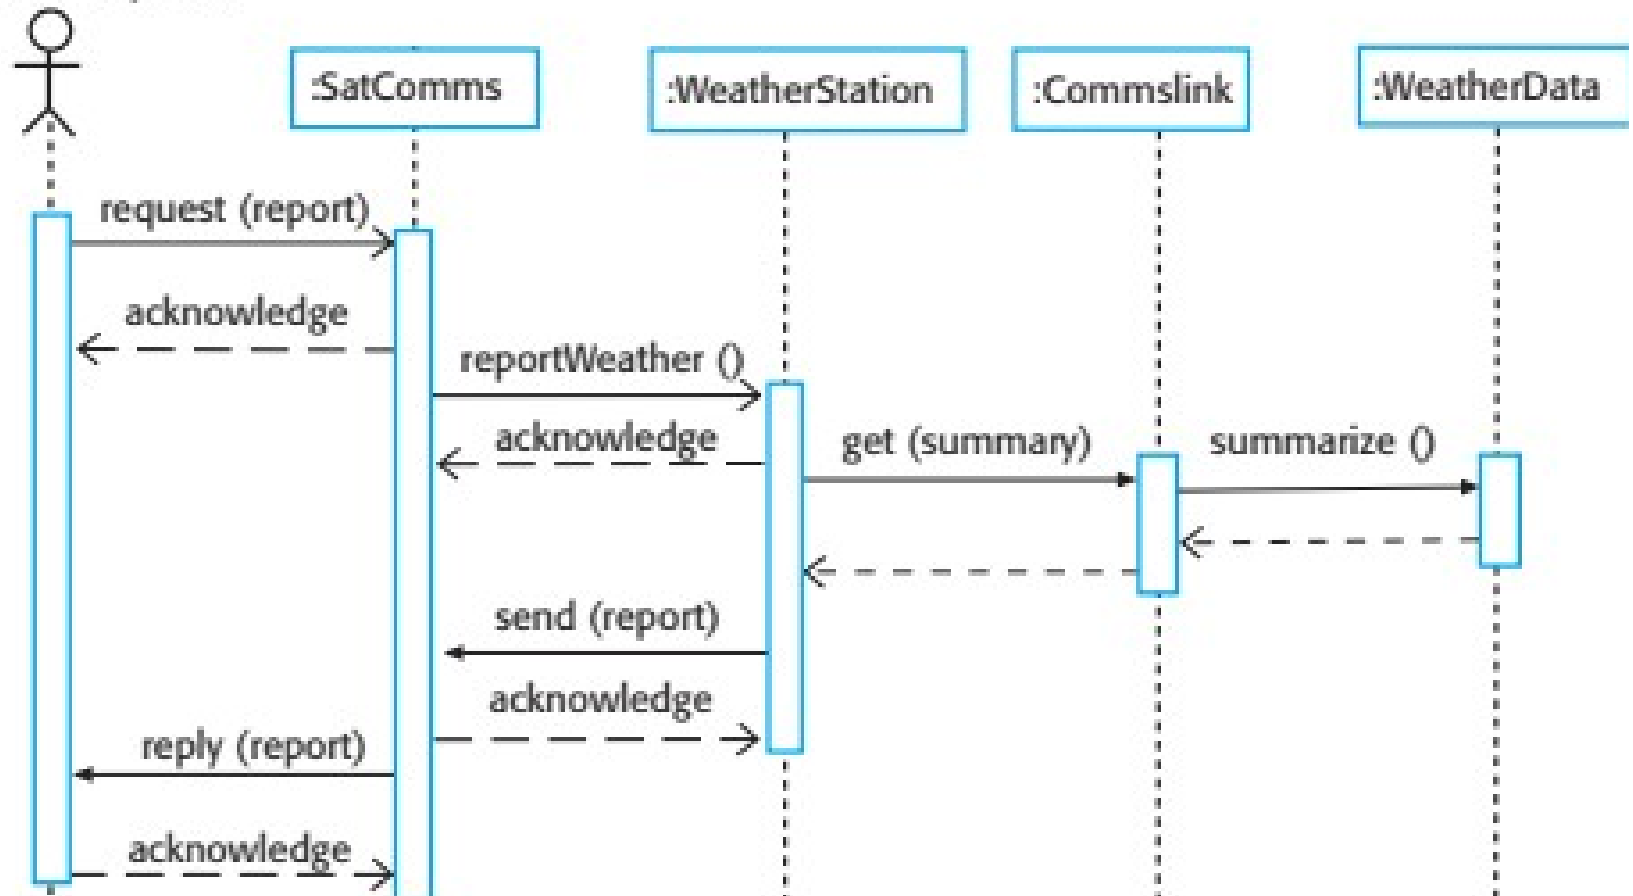 :SatComms
:WeatherStation
:Commslink
:WeatherData
request (report)
acknowledge
reportWeather ()
acknowledge
get (summary)
summarize ()
send (report)
acknowledge
reply (report)
acknowledge